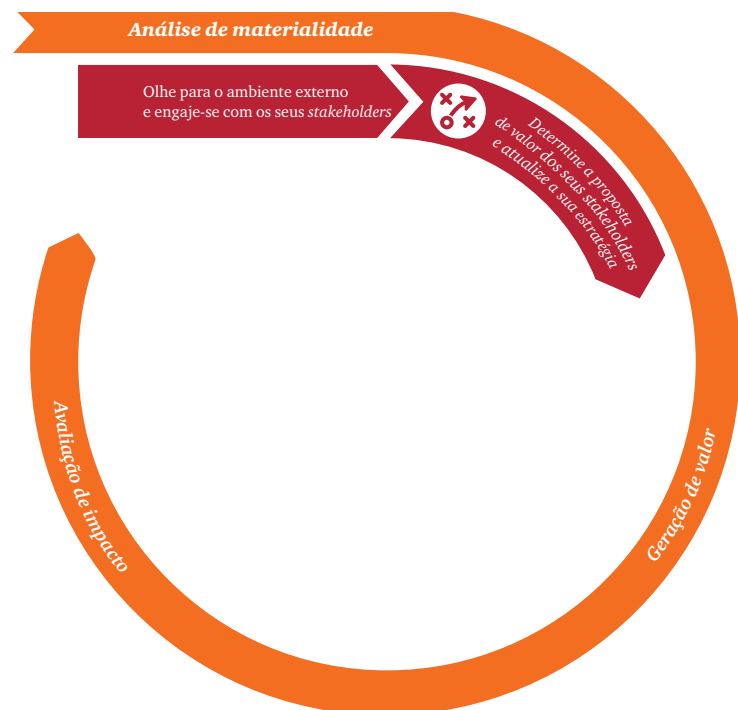 Análise de materialidade
Olhe para o ambiente externo
e engaje-se com os seus stakeholders
Determine a proposta
de valor dos seus stakeholders
e atualize a sua estratégia
Geração de valor
Avaliação de impacto